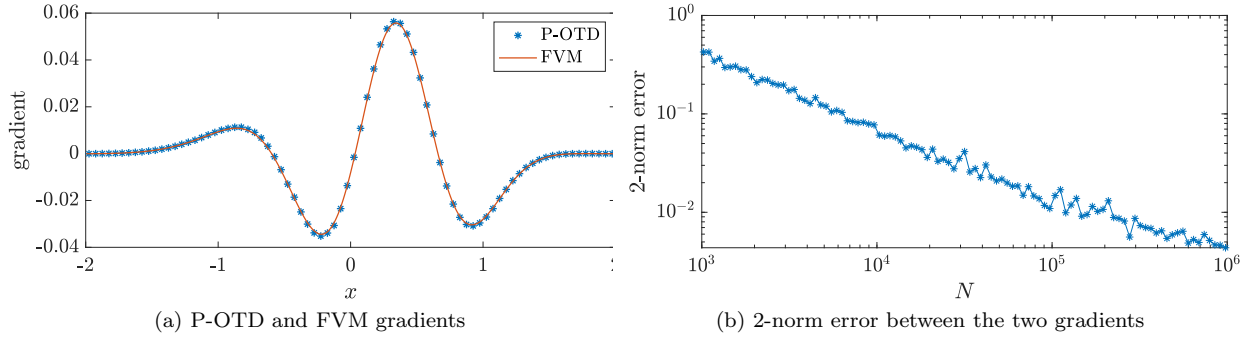 0.06
0.04
0.02
0
-0.02
-0.04
gradient
P-OTD
FVM
-2
-1
0
1
2
x
(a) P-OTD and FVM gradients
10^0
10^-1
10^-2
2-norm error
10^3
10^4
10^5
10^6
N
(b) 2-norm error between the two gradients